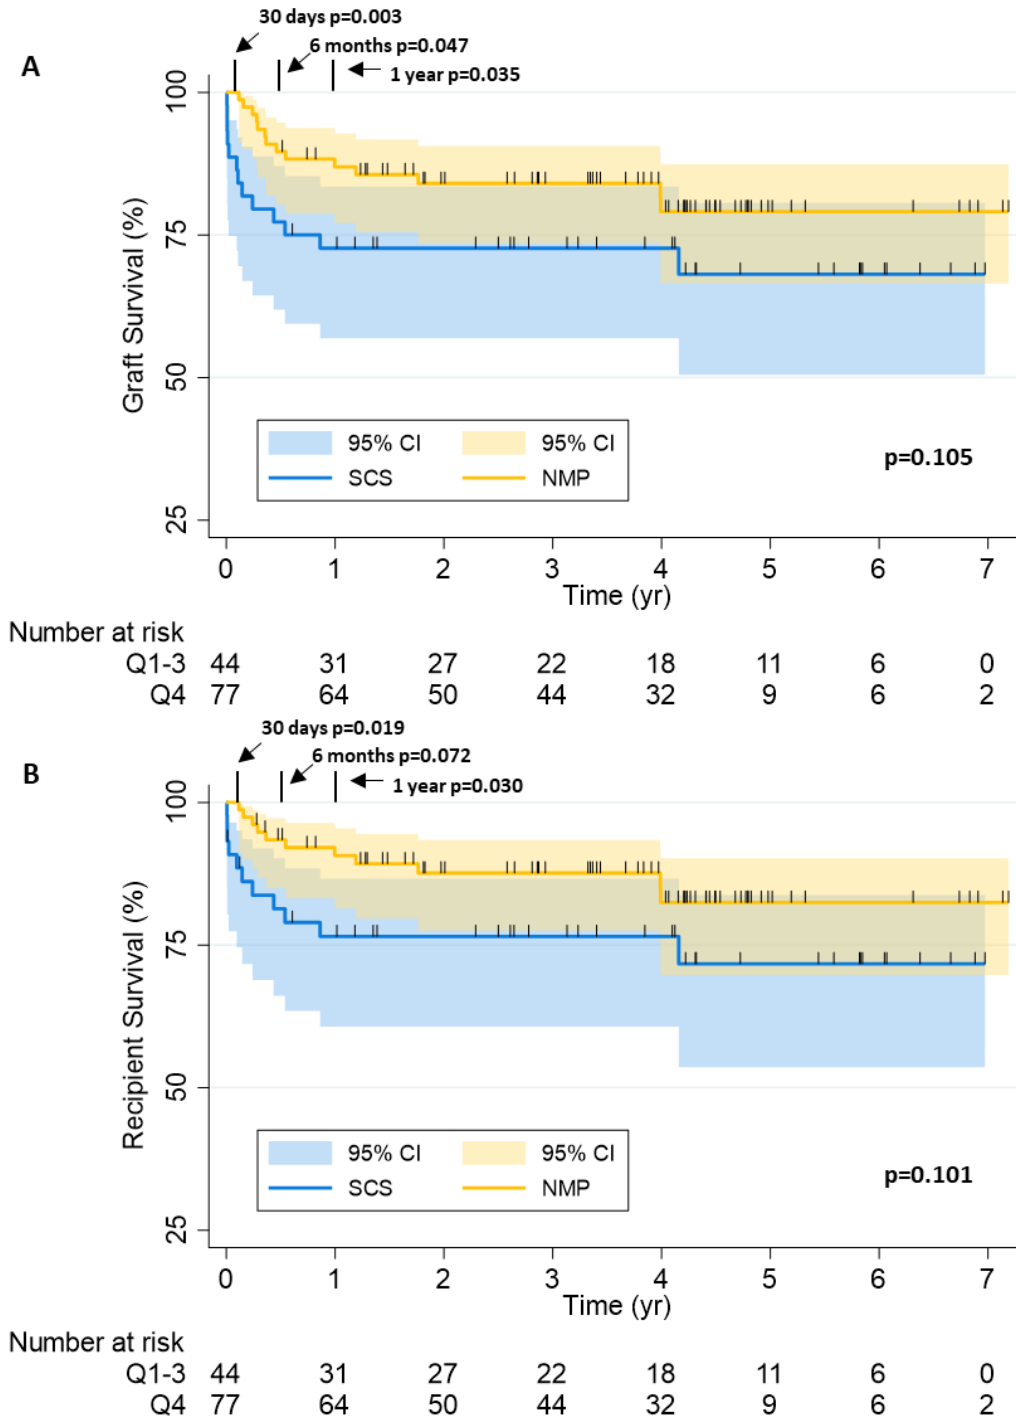 30 days p=0.003
6 months p=0.047
1 year p=0.035
A
100
75
50
25
Graft Survival (%)
95% CI 95% CI
SCS NMP
p=0.105
0 1 2 3 4 5 6 7
Time (yr)
Number at risk
Q1-3 44 31 27 22 18 11 6 0
Q4 77 64 50 44 32 9 6 2
30 days p=0.019
6 months p=0.072
1 year p=0.030
B
100
75
50
25
Recipient Survival (%)
95% CI 95% CI
SCS NMP
p=0.101
0 1 2 3 4 5 6 7
Time (yr)
Number at risk
Q1-3 44 31 27 22 18 11 6 0
Q4 77 64 50 44 32 9 6 2